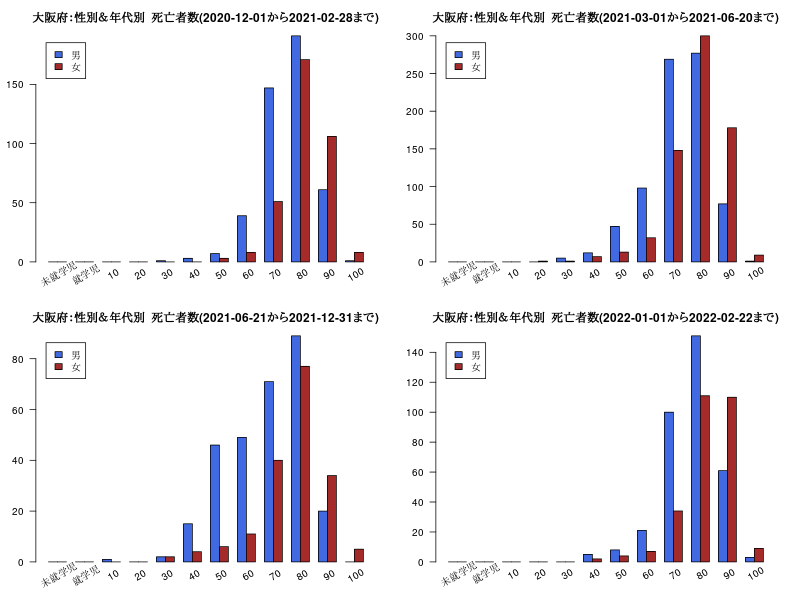 大阪府：性別＆年代別 死亡者数(2020-12-01から2021-02-28まで)
男
女
150
100
50
0
未就学児 就学児 10 20 30 40 50 60 70 80 90 100
大阪府：性別＆年代別 死亡者数(2021-03-01から2021-06-20まで)
男
女
300
250
200
150
100
50
0
未就学児 就学児 10 20 30 40 50 60 70 80 90 100
大阪府：性別＆年代別 死亡者数(2021-06-21から2021-12-31まで)
男
女
80
60
40
20
0
未就学児 就学児 10 20 30 40 50 60 70 80 90 100
大阪府：性別＆年代別 死亡者数(2022-01-01から2022-02-22まで)
男
女
140
120
100
80
60
40
20
0
未就学児 就学児 10 20 30 40 50 60 70 80 90 100